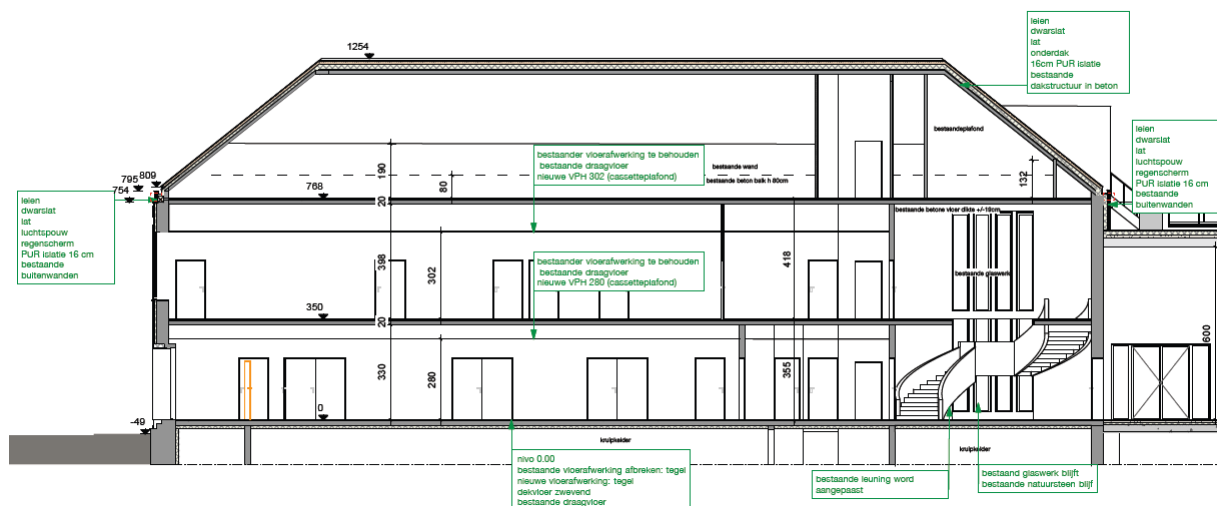 1254
leien
dwarslat
lat
onderdak
16cm PUR islatie
bestaande
dakstructuur in beton
bestaandeplafond
leien
dwarslat
lat
luchtspouw
regenscherm
PUR islatie 16 cm
bestaande
buitenwanden
bestaander vloerafwerking te behouden
bestaande draagvloer
nieuwe VPH 302 (cassetteplafond)
bestaande wand
bestaande beton balk h 80cm
190
80
132
795
809
754
768
20
leien
dwarslat
lat
luchtspouw
regenscherm
PUR islatie 16 cm
bestaande
buitenwanden
bestaande betone vloer dikte +/-19cm
398
302
418
bestaander vloerafwerking te behouden
bestaande draagvloer
nieuwe VPH 280 (cassetteplafond)
bestaande glaswerk
350
20
330
280
355
600
0
-49
kruipkelder
kruipkelder
nivo 0.00
bestaande vloerafwerking afbreken: tegel
nieuwe vloerafwerking: tegel
dekvloer zwevend
bestaande draagvloer
bestaande leuning word
aangepast
bestaand glaswerk blijft
bestaande natuursteen blijf